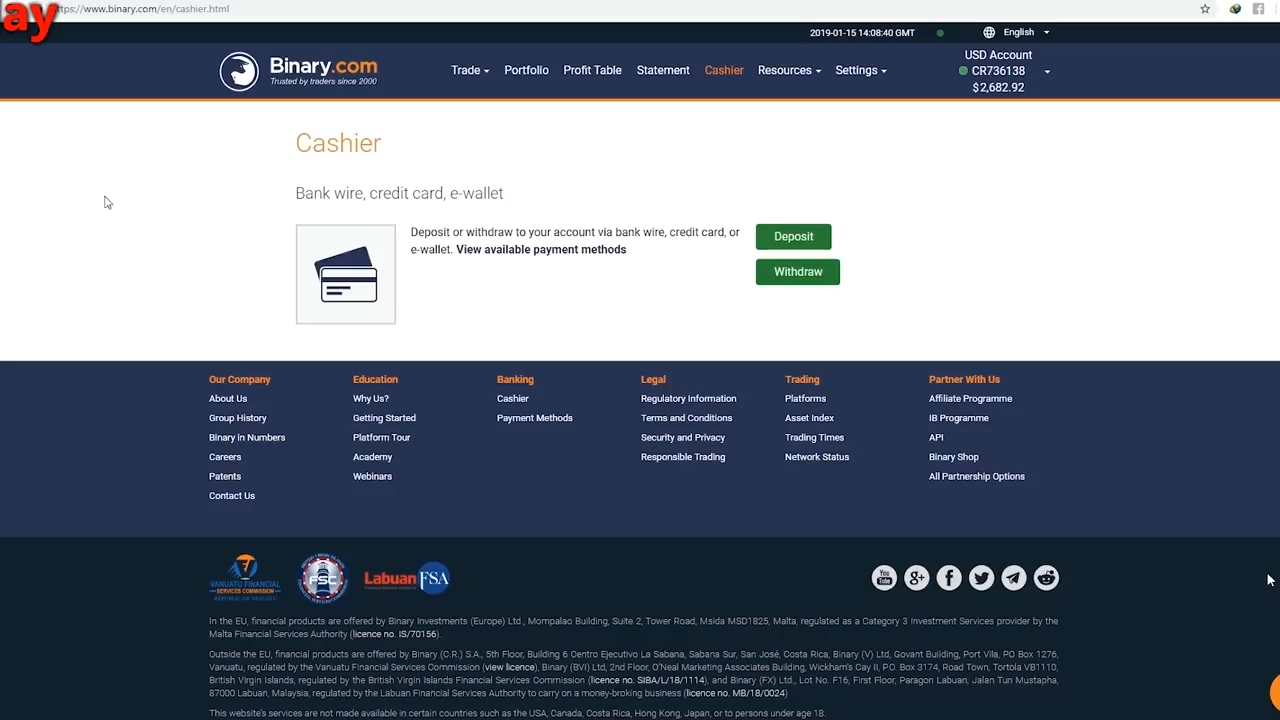 ay
https://www.binary.com/en/cashier.html
2019-01-15 14:08:40 GMT
English
Binary.com
Trusted by traders since 2000
Trade
Portfolio
Profit Table
Statement
Cashier
Resources
Settings
USD Account
CR736138
$2,682.92
Cashier
Bank wire, credit card, e-wallet
Deposit or withdraw to your account via bank wire, credit card, or
e-wallet. View available payment methods
Deposit
Withdraw
Our Company
About Us
Group History
Binary in Numbers
Careers
Patents
Contact Us
Education
Why Us?
Getting Started
Platform Tour
Academy
Webinars
Banking
Cashier
Payment Methods
Legal
Regulatory Information
Terms and Conditions
Security and Privacy
Responsible Trading
Trading
Platforms
Asset Index
Trading Times
Network Status
Partner With Us
Affiliate Programme
IB Programme
API
Binary Shop
All Partnership Options
VANUATU FINANCIAL
SERVICES COMMISSION
REPUBLIC OF VANUATU
FSC
Labuan FSA
You Tube
In the EU, financial products are offered by Binary Investments (Europe) Ltd., Mompalao Building, Suite 2, Tower Road, Msida MSD1825, Malta, regulated as a Category 3 Investment Services provider by the
Malta Financial Services Authority (licence no. IS/70156).
Outside the EU, financial products are offered by Binary (C.R.) S.A., 5th Floor, Building 6 Centro Ejecutivo La Sabana, Sabana Sur, San José, Costa Rica, Binary (V) Ltd, Govant Building, Port Vila, PO Box 1276,
Vanuatu, regulated by the Vanuatu Financial Services Commission (view licence), Binary (BVI) Ltd, 2nd Floor, O'Neal Marketing Associates Building, Wickham's Cay II, P.O. Box 3174, Road Town, Tortola VB1110,
British Virgin Islands, regulated by the British Virgin Islands Financial Services Commission (licence no. SIBA/L/18/1114), and Binary (FX) Ltd., Lot No. F16, First Floor, Paragon Labuan, Jalan Tun Mustapha,
87000 Labuan, Malaysia, regulated by the Labuan Financial Services Authority to carry on a money-broking business (licence no. MB/18/0024)
This website's services are not made available in certain countries such as the USA, Canada, Costa Rica, Hong Kong, Japan, or to persons under age 18.